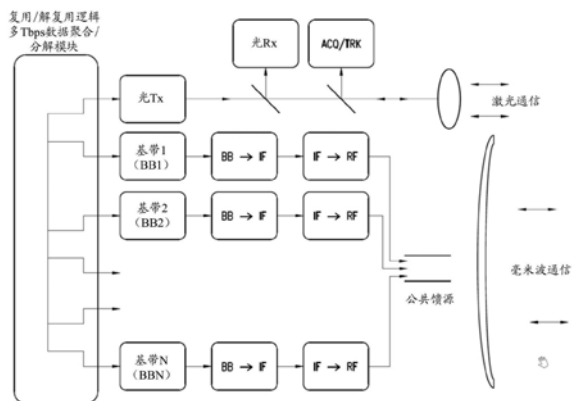 复用/解复用逻辑
多Tbps数据聚合/
分解模块
光Rx
ACQ/TRK
光Tx
激光通信
基带1
(BB1)
BB → IF
IF → RF
基带2
(BB2)
BB → IF
IF → RF
毫米波通信
公共馈源
基带N
(BBN)
BB → IF
IF → RF